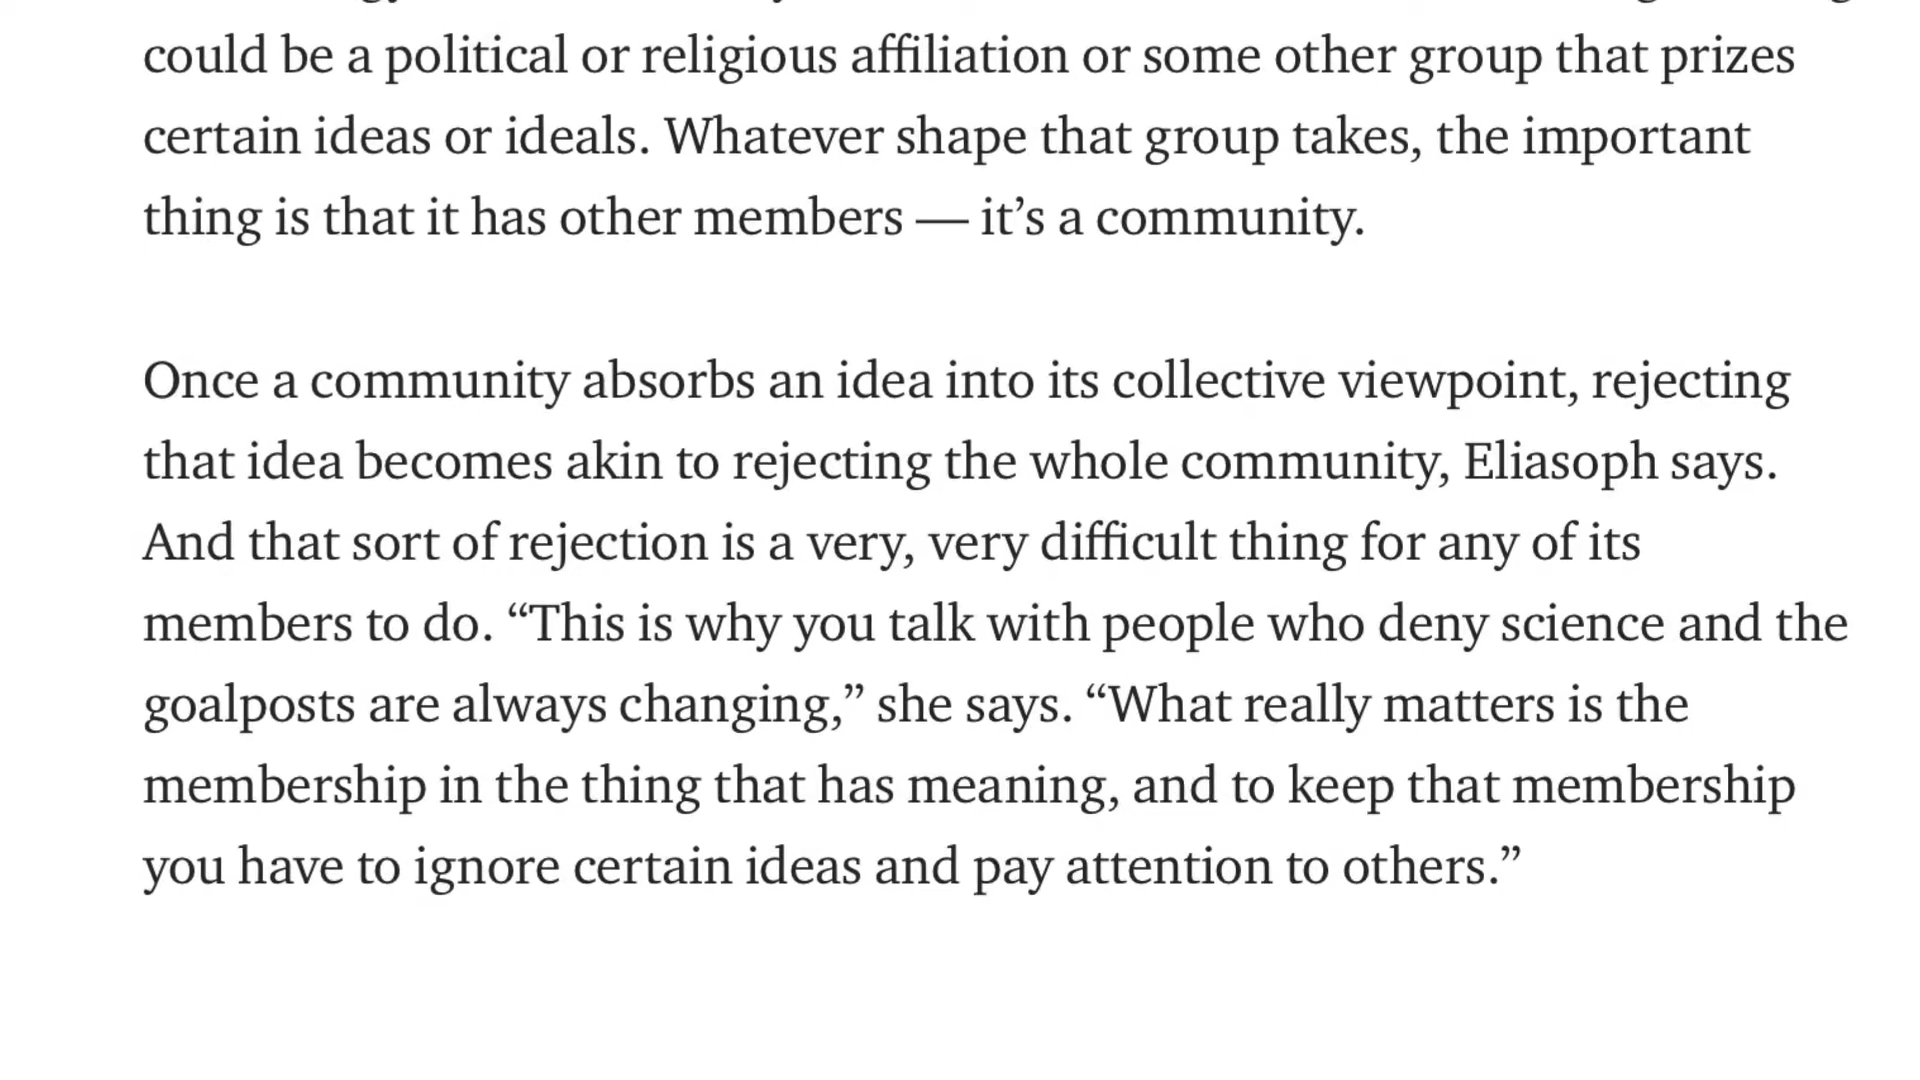 could be a political or religious affiliation or some other group that prizes
certain ideas or ideals. Whatever shape that group takes, the important
thing is that it has other members — it’s a community.
Once a community absorbs an idea into its collective viewpoint, rejecting
that idea becomes akin to rejecting the whole community, Eliasoph says.
And that sort of rejection is a very, very difficult thing for any of its
members to do. “This is why you talk with people who deny science and the
goalposts are always changing,” she says. “What really matters is the
membership in the thing that has meaning, and to keep that membership
you have to ignore certain ideas and pay attention to others.”